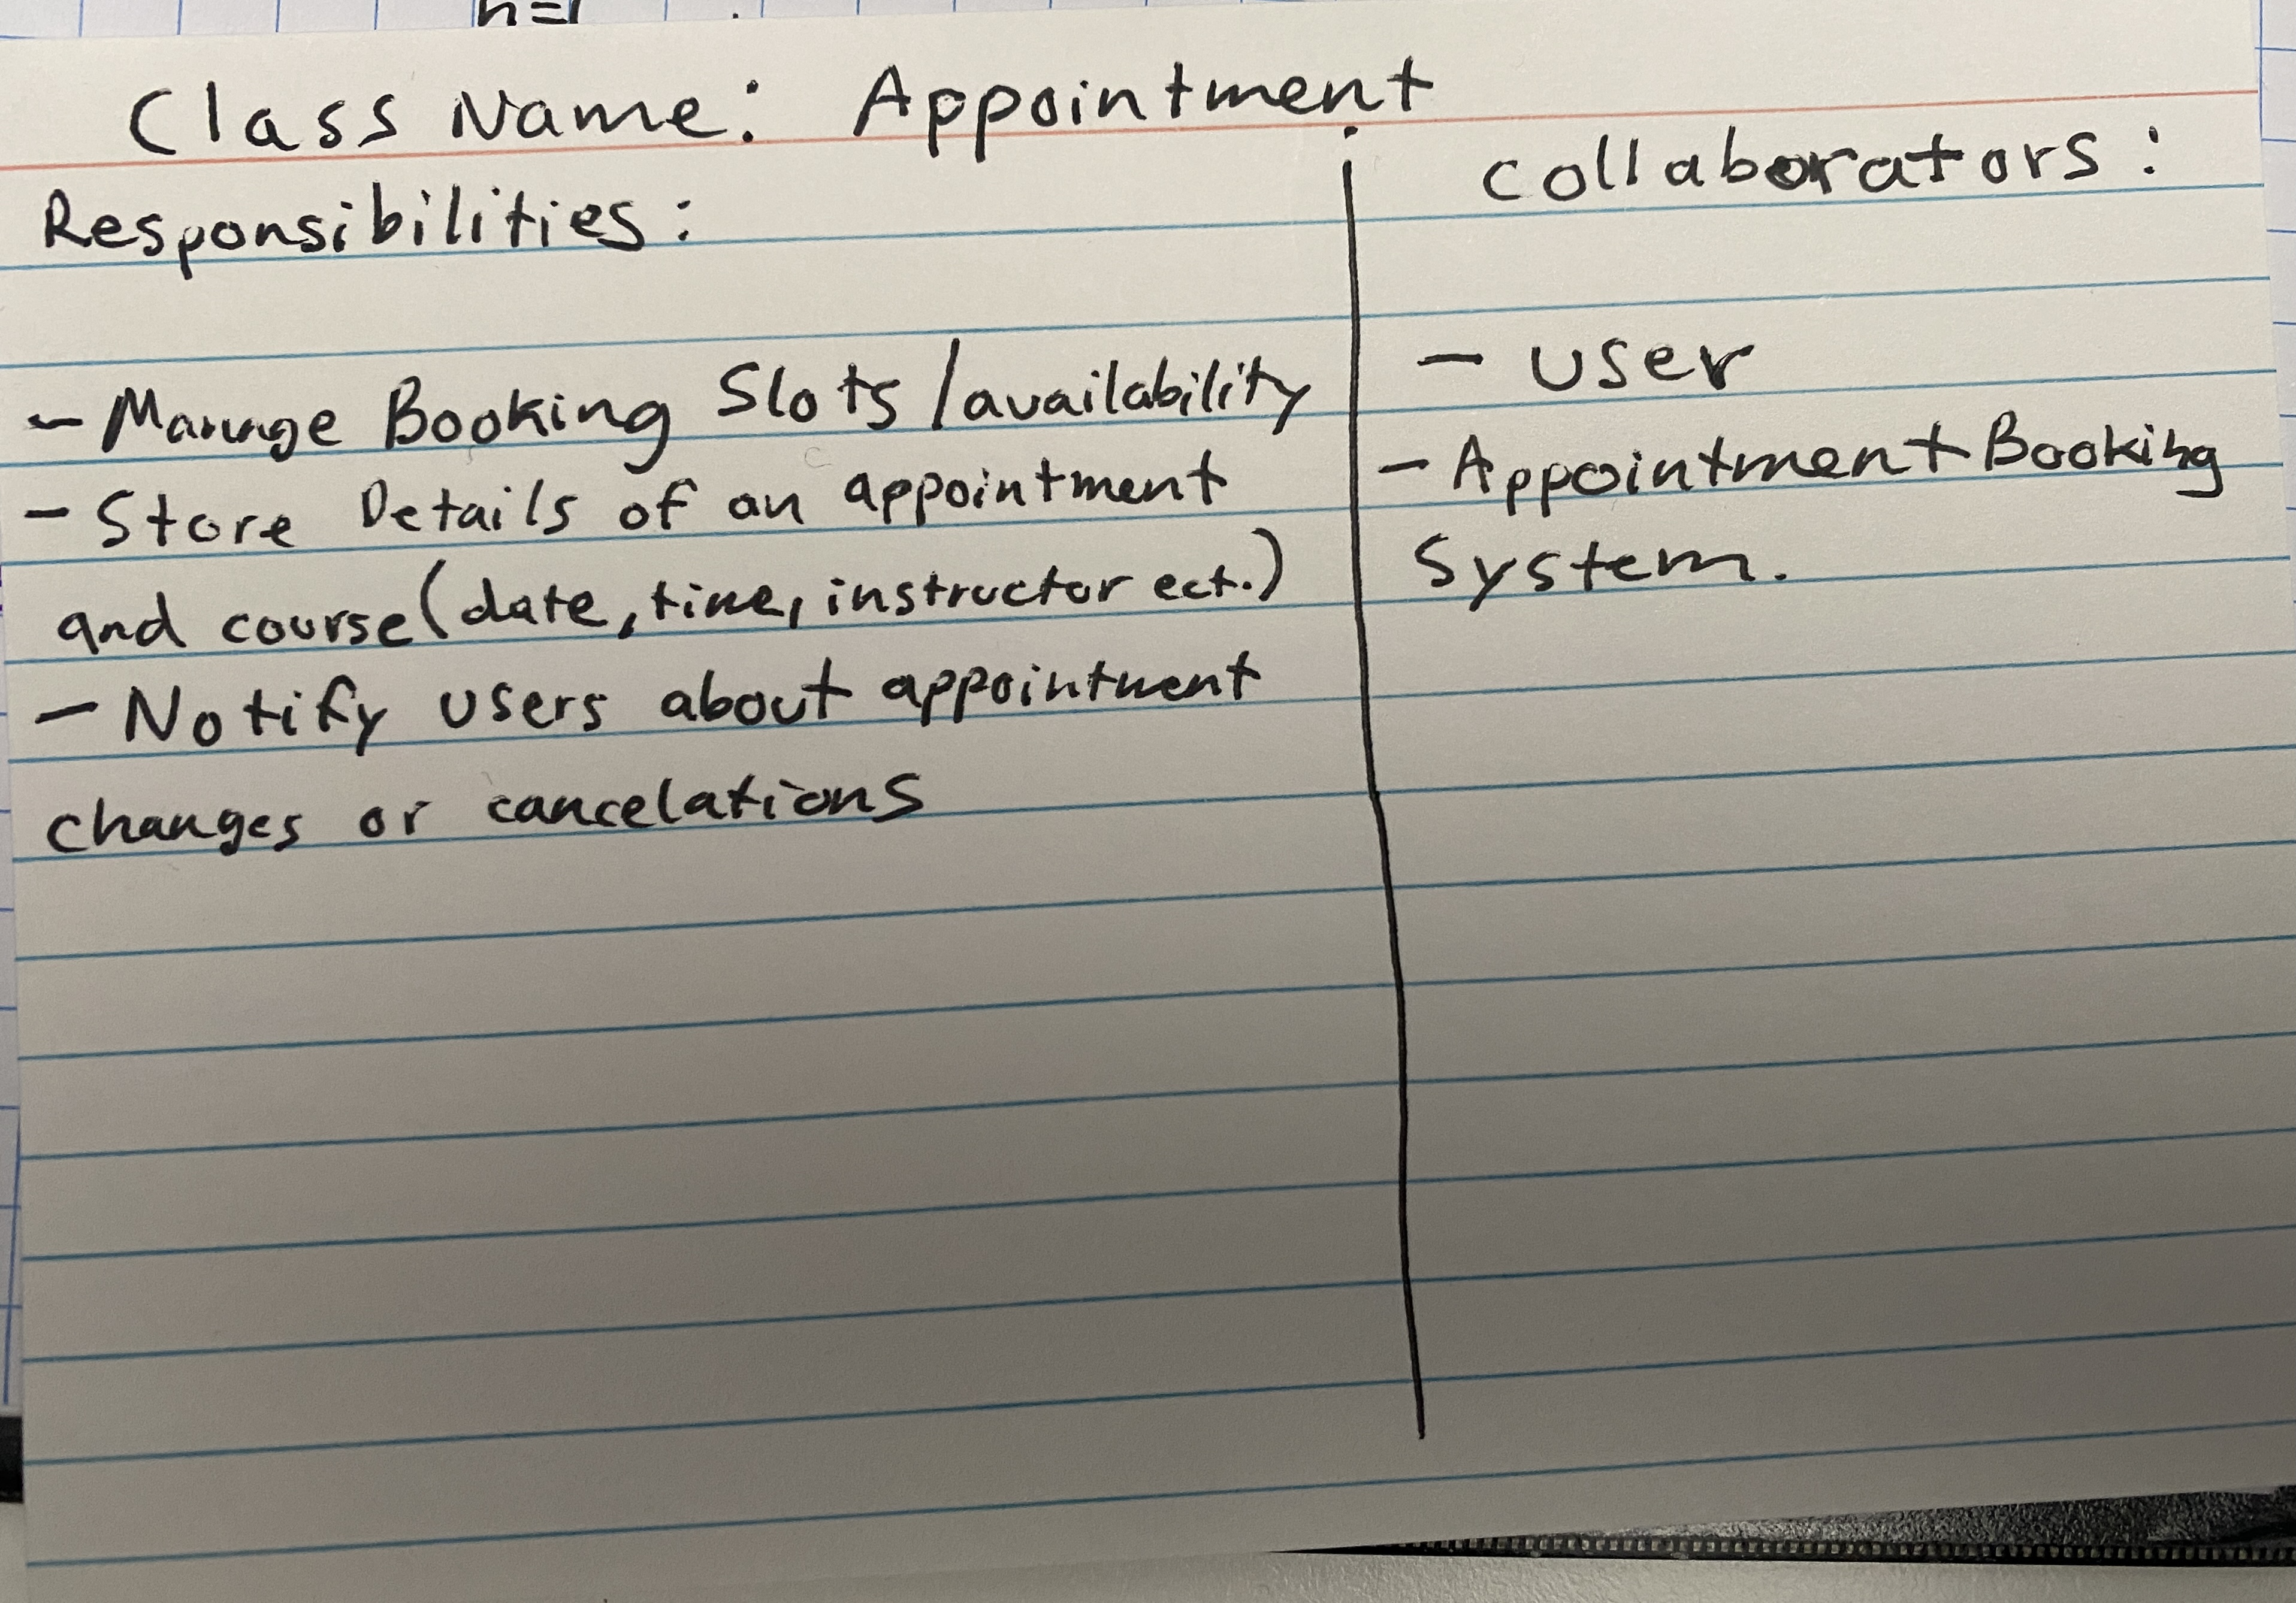 n=1
Class Name: Appointment
Responsibilities:
- Manage Booking Slots/availability
- Store Details of an appointment
and course (date, time, instructor ect.)
- Notify users about appointment
changes or cancelations
Collaborators:
- User
- Appointment Booking
System.